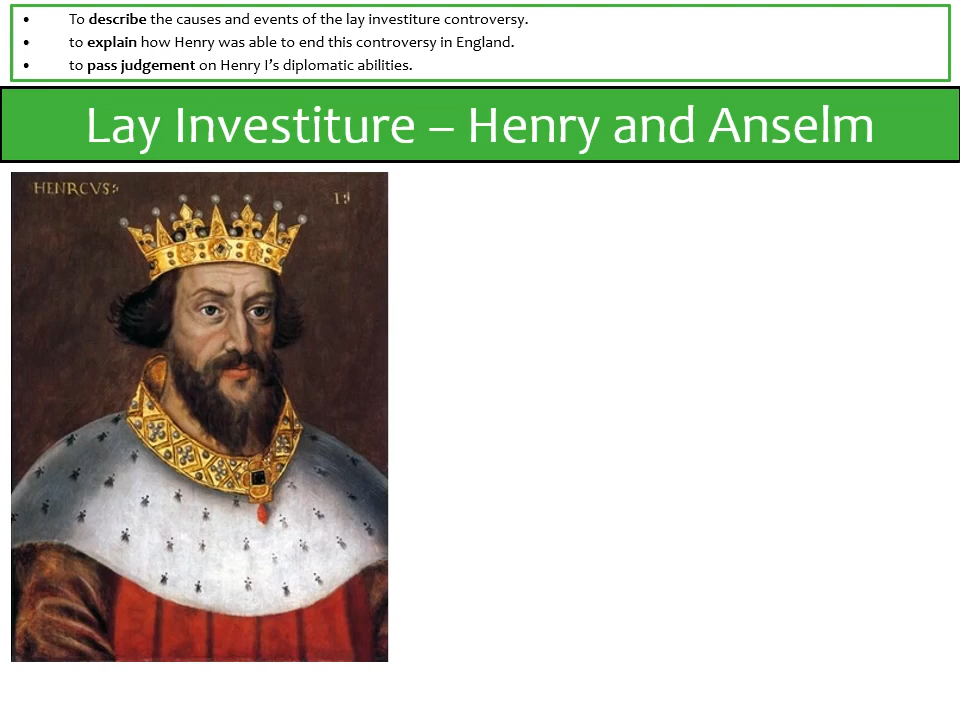 • To describe the causes and events of the lay investiture controversy.
• to explain how Henry was able to end this controversy in England.
• to pass judgement on Henry I’s diplomatic abilities.
Lay Investiture – Henry and Anselm
HENRCVS